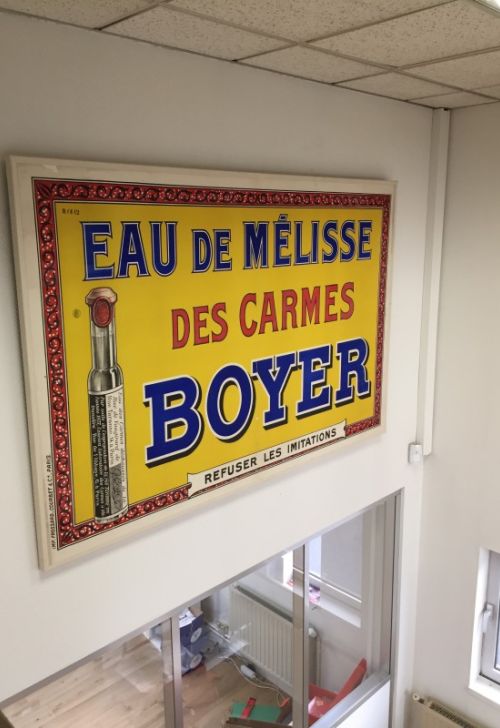 EAU DE MÉLISSE
DES CARMES
BOYER
REFUSER LES IMITATIONS